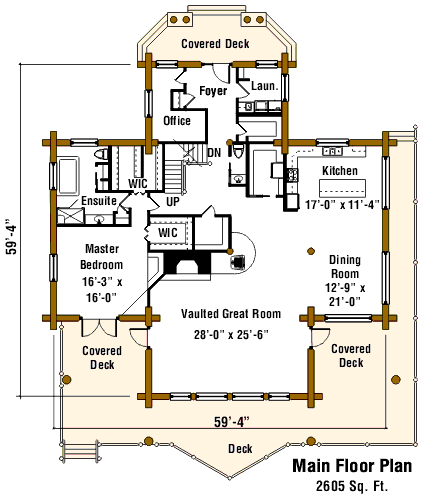 Covered Deck
Foyer
Laun.
Office
DN
Kitchen
WIC
17'-0" x 11'-4"
Ensuite
UP
WIC
59'-4"
Master
Bedroom
16'-3" x
16'-0"
Dining
Room
12'-9" x
21'-0"
Vaulted Great Room
28'-0" x 25'-6"
Covered
Deck
Covered
Deck
59'-4"
Deck
Main Floor Plan
2605 Sq. Ft.